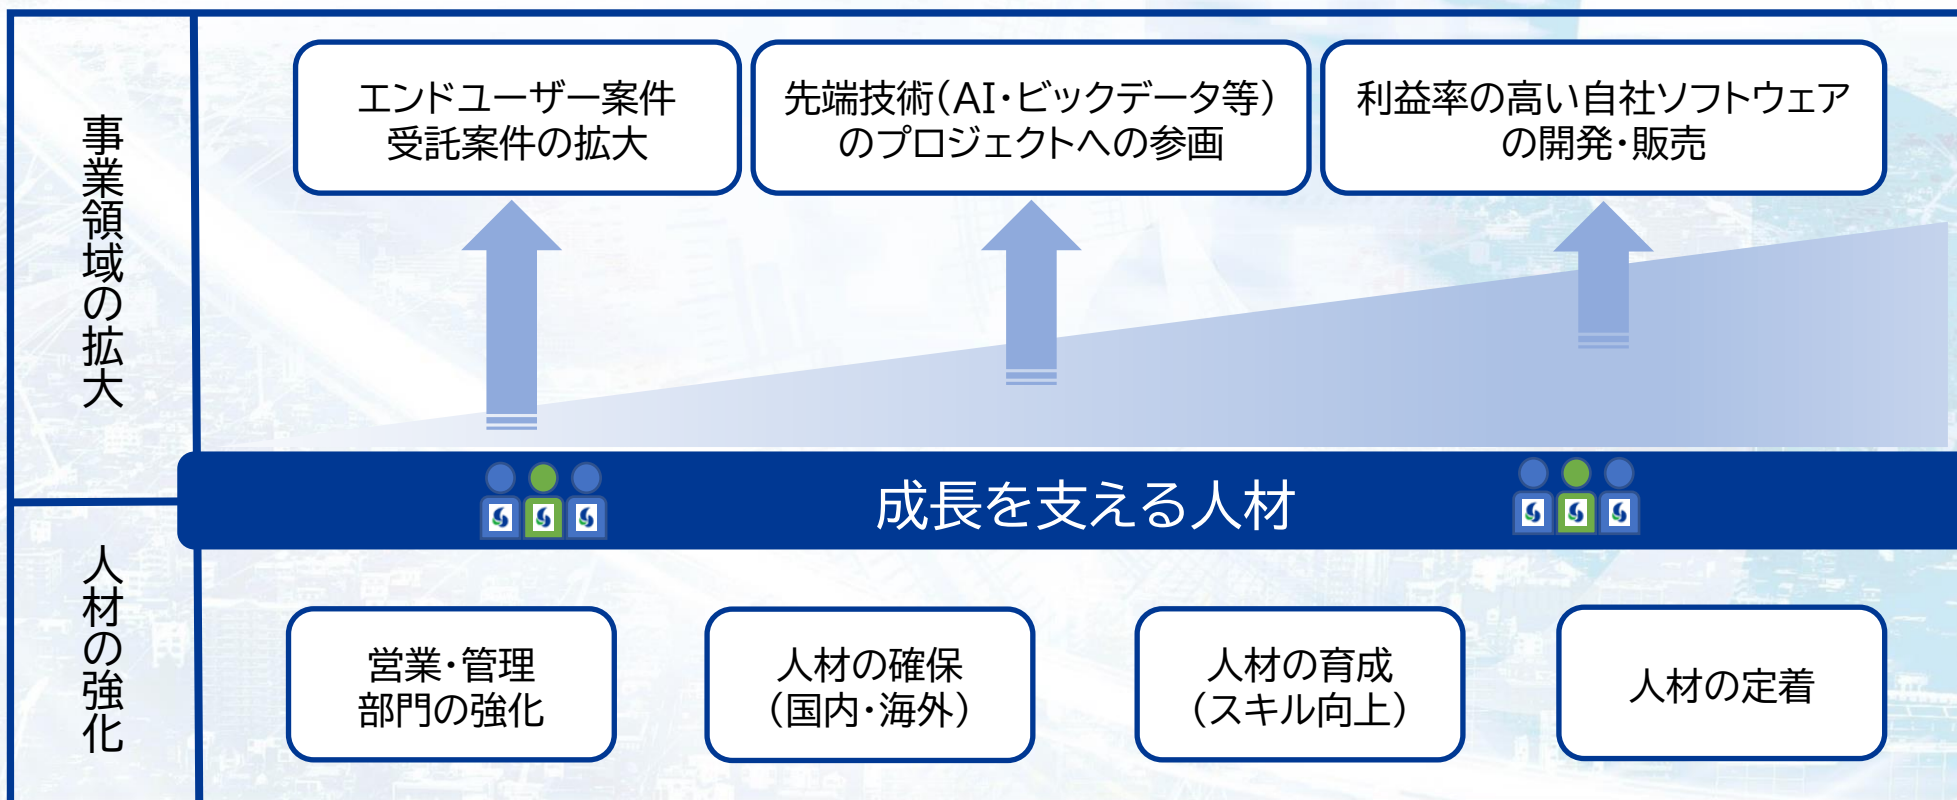 事業領域の拡大
エンドユーザー案件
受託案件の拡大
先端技術(AI・ビックデータ等)
のプロジェクトへの参画
利益率の高い自社ソフトウェア
の開発・販売
成長を支える人材
人材の強化
営業・管理
部門の強化
人材の確保
(国内・海外)
人材の育成
(スキル向上)
人材の定着